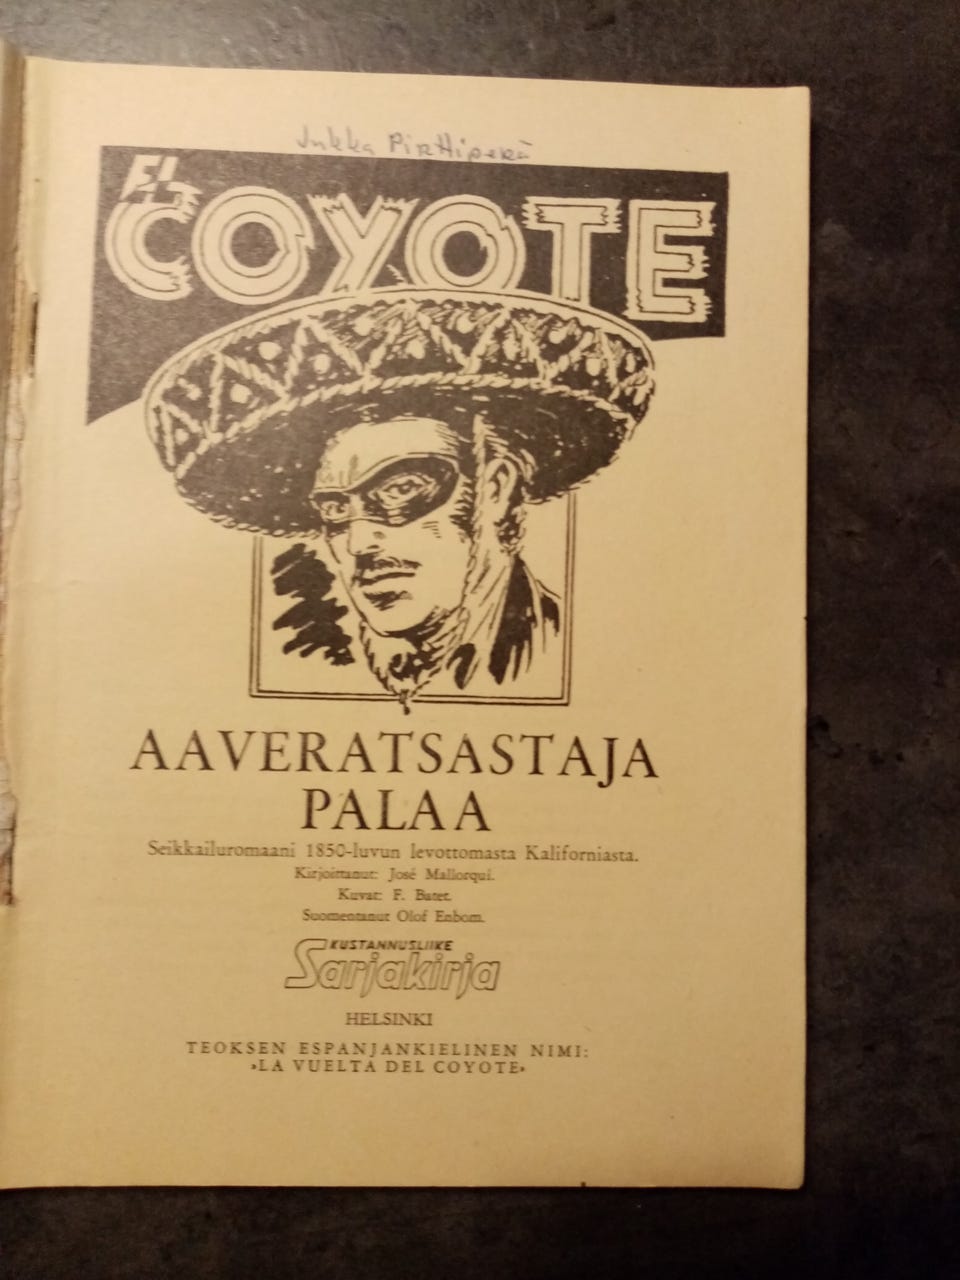 Jukka Pirttiperä
EL
COYOTE
AAVERATSASTAJA
PALAA
Seikkailuromaani 1850-luvun levottomasta Kaliforniasta.
Kirjoittanut: José Mallorquí.
Kuvat: F. Batet.
Suomentanut Olof Enbom.
KUSTANNUSLIIKE
Sarjakirja
HELSINKI
TEOKSEN ESPANJANKIELINEN NIMI:
»LA VUELTA DEL COYOTE»